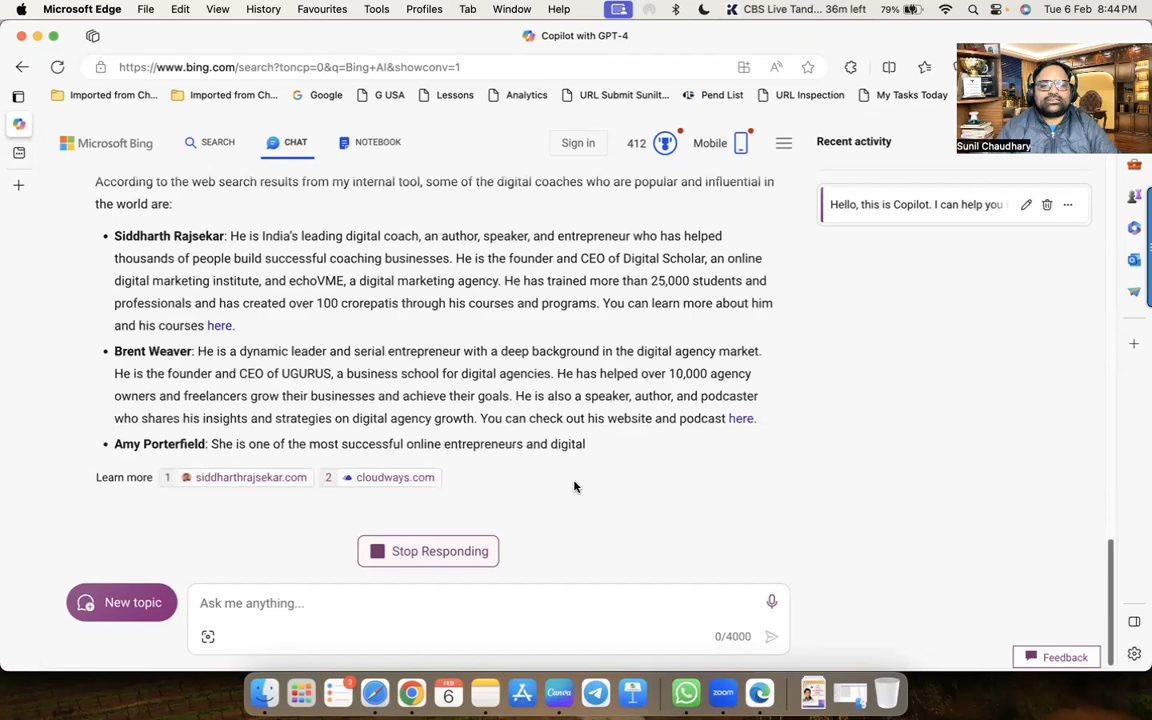 Microsoft Edge File Edit View History Favourites Tools Profiles Tab Window Help CBS Live Tand... 36m left 79% Tue 6 Feb 8:44 PM
Copilot with GPT-4
https://www.bing.com/search?toncp=0&q=Bing+AI&showconv=1
Imported from Ch... Imported from Ch... Google G USA Lessons Analytics URL Submit Sunilt... Pend List URL Inspection My Tasks Today
Sunil Chaudhary
Microsoft Bing SEARCH CHAT NOTEBOOK Sign in 412 Mobile Recent activity
According to the web search results from my internal tool, some of the digital coaches who are popular and influential in
the world are:
Hello, this is Copilot. I can help you
• Siddharth Rajsekar: He is India's leading digital coach, an author, speaker, and entrepreneur who has helped
thousands of people build successful coaching businesses. He is the founder and CEO of Digital Scholar, an online
digital marketing institute, and echoVME, a digital marketing agency. He has trained more than 25,000 students and
professionals and has created over 100 crorepatis through his courses and programs. You can learn more about him
and his courses here.
• Brent Weaver: He is a dynamic leader and serial entrepreneur with a deep background in the digital agency market.
He is the founder and CEO of UGURUS, a business school for digital agencies. He has helped over 10,000 agency
owners and freelancers grow their businesses and achieve their goals. He is also a speaker, author, and podcaster
who shares his insights and strategies on digital agency growth. You can check out his website and podcast here.
• Amy Porterfield: She is one of the most successful online entrepreneurs and digital
Learn more 1 siddharthrajsekar.com 2 cloudways.com
Stop Responding
New topic Ask me anything...
0/4000
Feedback
FEB
6
3
Canva
zoom